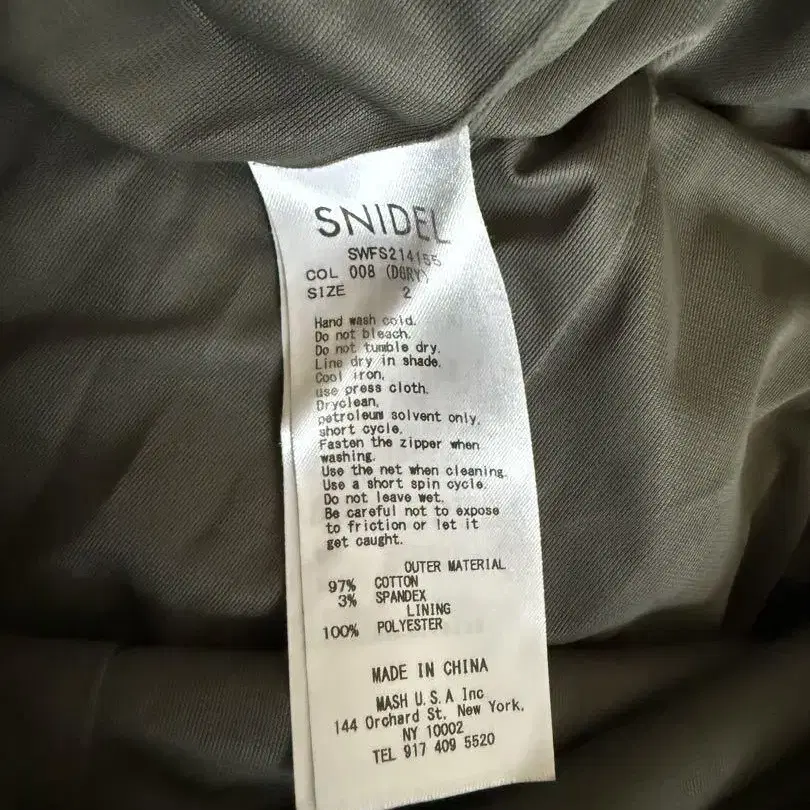 SNIDEL
SWFS214155
COL 008 (DGRY)
SIZE 2
Hand wash cold.
Do not bleach.
Do not tumble dry.
Line dry in shade.
Cool iron,
use press cloth.
Dryclean,
petroleum solvent only,
short cycle.
Fasten the zipper when
washing.
Use the net when cleaning.
Use a short spin cycle.
Do not leave wet.
Be careful not to expose
to friction or let it
get caught.
OUTER MATERIAL
97% COTTON
3% SPANDEX
LINING
100% POLYESTER
MADE IN CHINA
MASH U.S.A Inc
144 Orchard St, New York,
NY 10002
TEL 917 409 5520